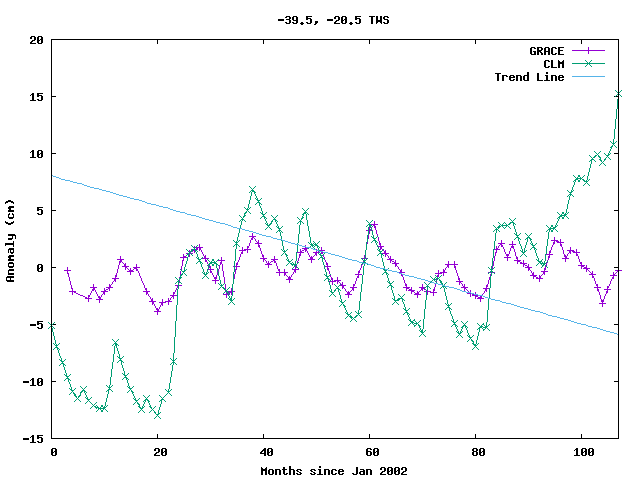 -39.5, -20.5 TWS
GRACE
CLM
Trend Line
20
15
10
5
0
-5
-10
-15
Anomaly (cm)
0 20 40 60 80 100
Months since Jan 2002